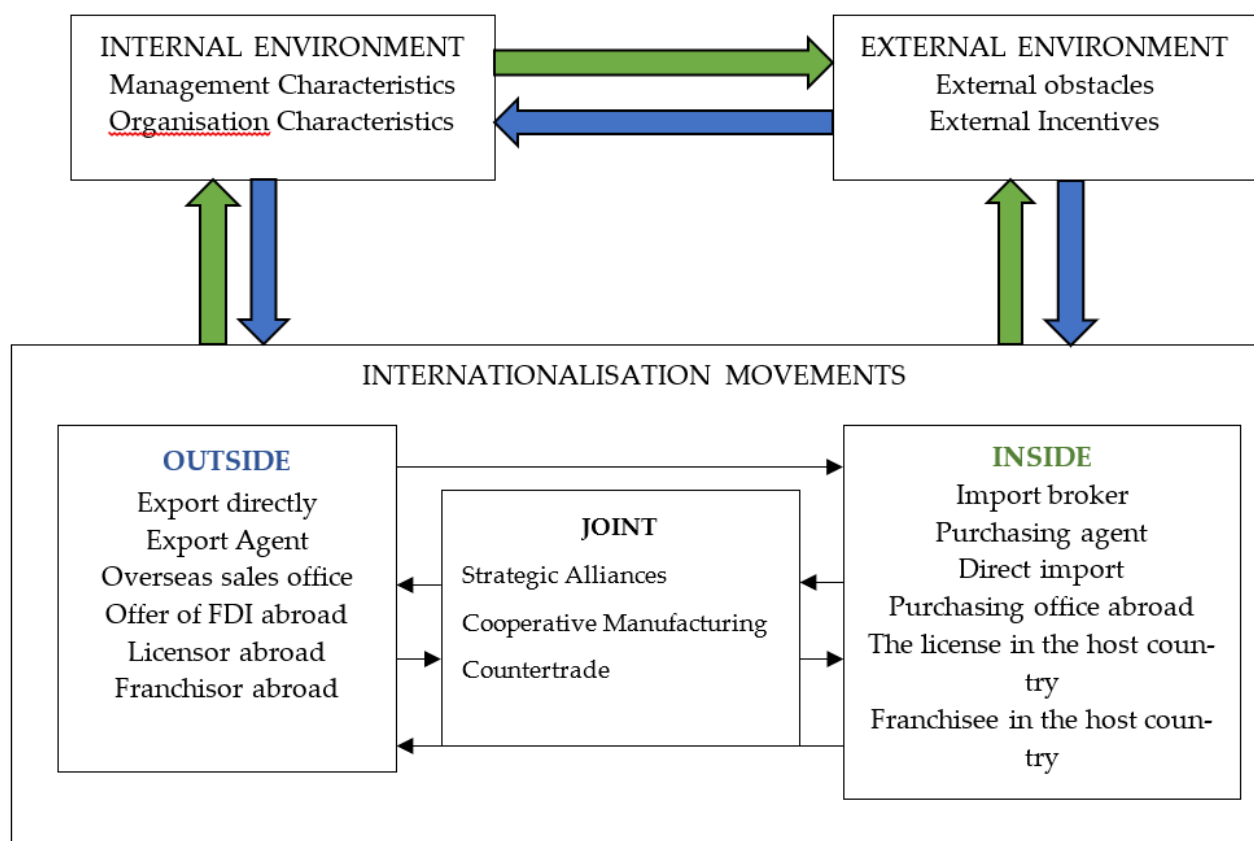 INTERNAL ENVIRONMENT
Management Characteristics
Organisation Characteristics
EXTERNAL ENVIRONMENT
External obstacles
External Incentives
INTERNATIONALISATION MOVEMENTS
OUTSIDE
Export directly
Export Agent
Overseas sales office
Offer of FDI abroad
Licensor abroad
Franchisor abroad
JOINT
Strategic Alliances
Cooperative Manufacturing
Countertrade
INSIDE
Import broker
Purchasing agent
Direct import
Purchasing office abroad
The license in the host coun-
try
Franchisee in the host coun-
try